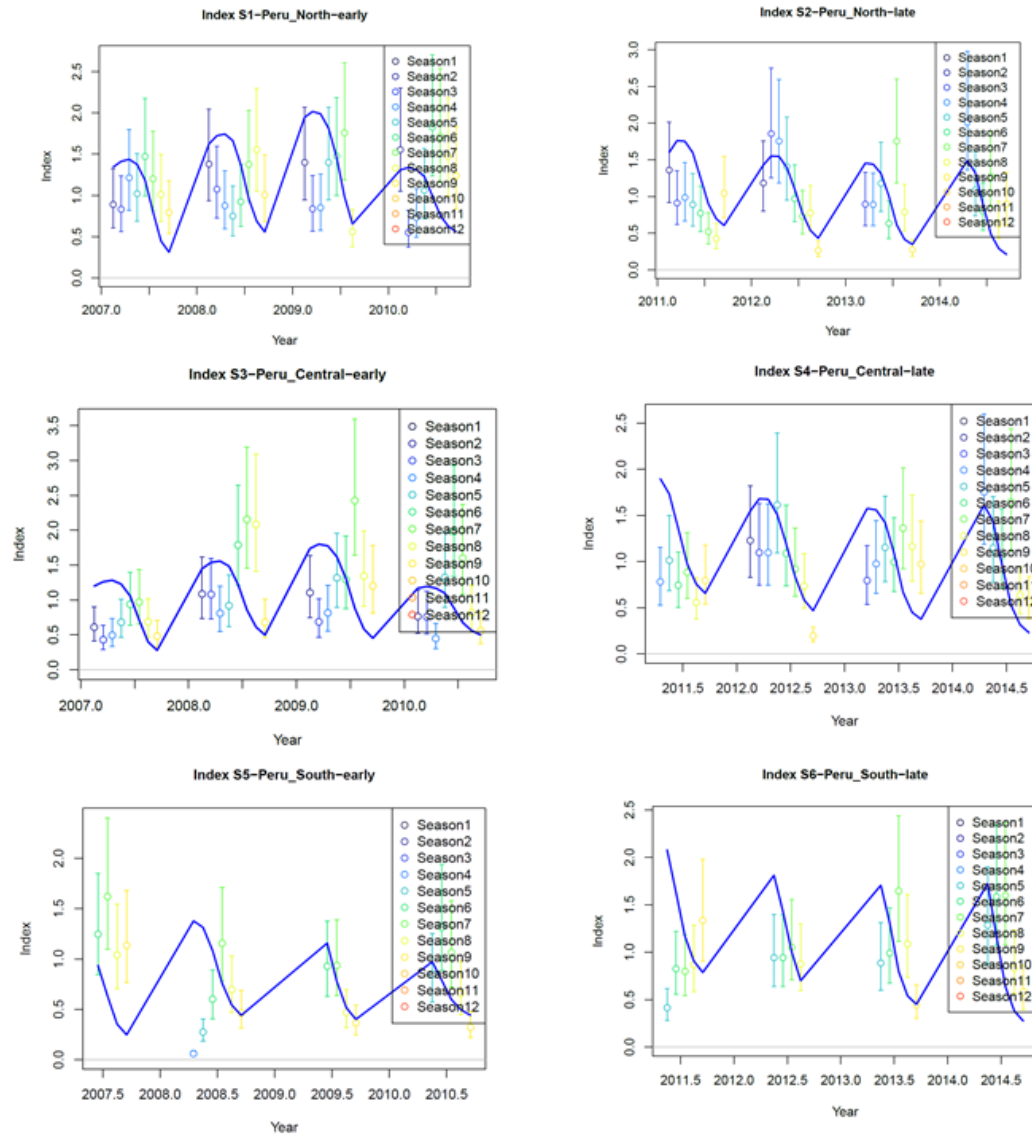 Index S1-Peru_North-early
Index
2.5
2.0
1.5
1.0
0.5
0.0
Season1
Season2
Season3
Season4
Season5
Season6
Season7
Season8
Season9
Season10
Season11
Season12
2007.0 2008.0 2009.0 2010.0
Year
Index S2-Peru_North-late
Index
3.0
2.5
2.0
1.5
1.0
0.5
0.0
Season1
Season2
Season3
Season4
Season5
Season6
Season7
Season8
Season9
Season10
Season11
Season12
2011.0 2012.0 2013.0 2014.0
Year
Index S3-Peru_Central-early
Index
3.5
3.0
2.5
2.0
1.5
1.0
0.5
0.0
Season1
Season2
Season3
Season4
Season5
Season6
Season7
Season8
Season9
Season10
Season11
Season12
2007.0 2008.0 2009.0 2010.0
Year
Index S4-Peru_Central-late
Index
2.5
2.0
1.5
1.0
0.5
0.0
Season1
Season2
Season3
Season4
Season5
Season6
Season7
Season8
Season9
Season10
Season11
Season12
2011.5 2012.0 2012.5 2013.0 2013.5 2014.0 2014.5
Year
Index S5-Peru_South-early
Index
2.0
1.5
1.0
0.5
0.0
Season1
Season2
Season3
Season4
Season5
Season6
Season7
Season8
Season9
Season10
Season11
Season12
2007.5 2008.0 2008.5 2009.0 2009.5 2010.0 2010.5
Year
Index S6-Peru_South-late
Index
2.5
2.0
1.5
1.0
0.5
0.0
Season1
Season2
Season3
Season4
Season5
Season6
Season7
Season8
Season9
Season10
Season11
Season12
2011.5 2012.0 2012.5 2013.0 2013.5 2014.0 2014.5
Year